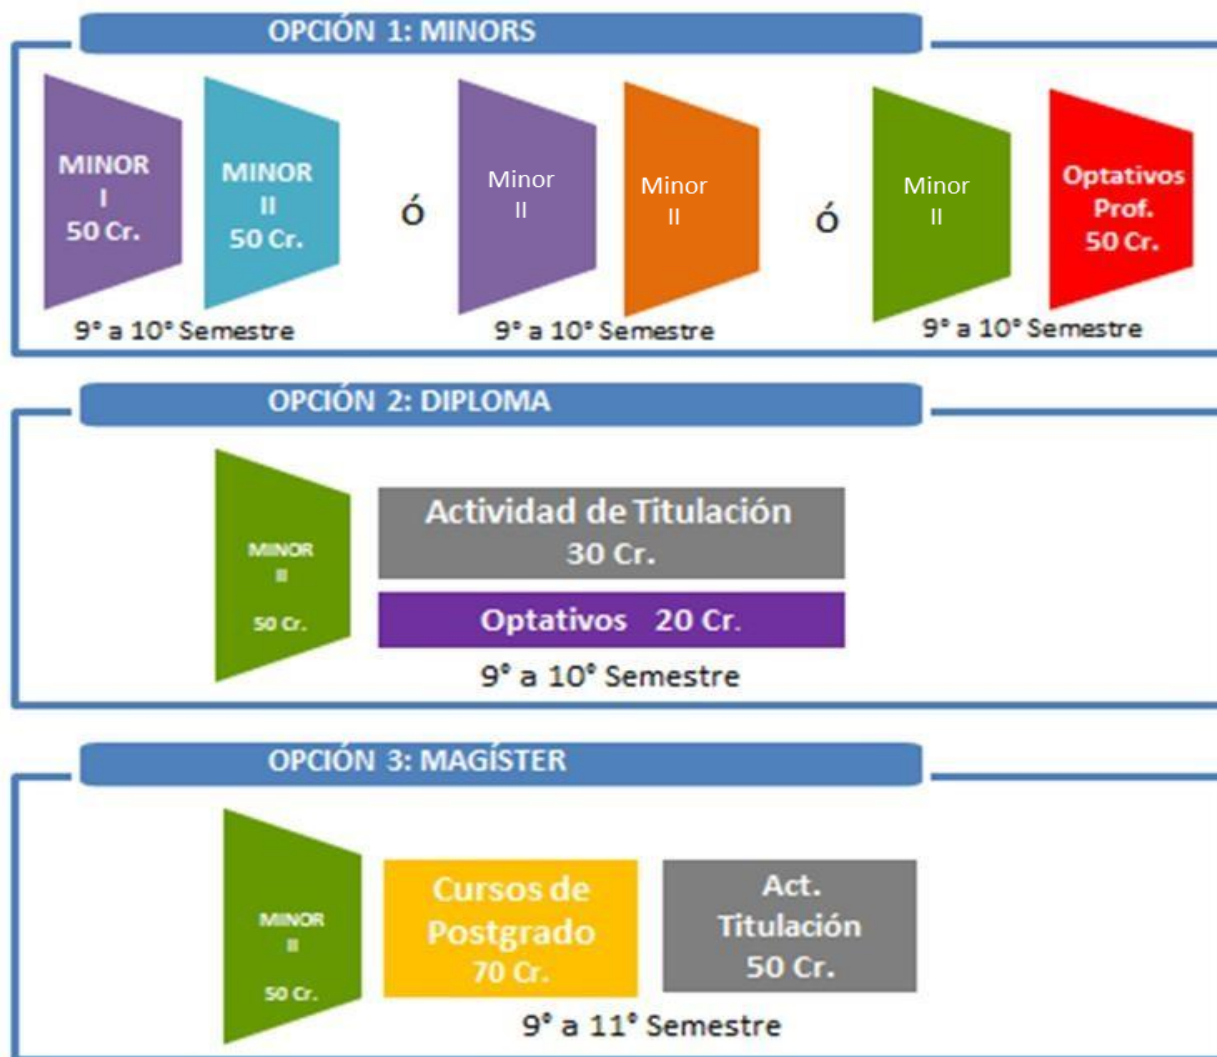 OPCIÓN 1: MINORS
MINOR
I
50 Cr.
MINOR
II
50 Cr.
ó
Minor
II
Minor
II
ó
Minor
II
Optativos
Prof.
50 Cr.
9° a 10° Semestre
9° a 10° Semestre
9° a 10° Semestre
OPCIÓN 2: DIPLOMA
MINOR
II
50 Cr.
Actividad de Titulación
30 Cr.
Optativos 20 Cr.
9° a 10° Semestre
OPCIÓN 3: MAGÍSTER
MINOR
II
50 Cr.
Cursos de
Postgrado
70 Cr.
Act.
Titulación
50 Cr.
9° a 11° Semestre